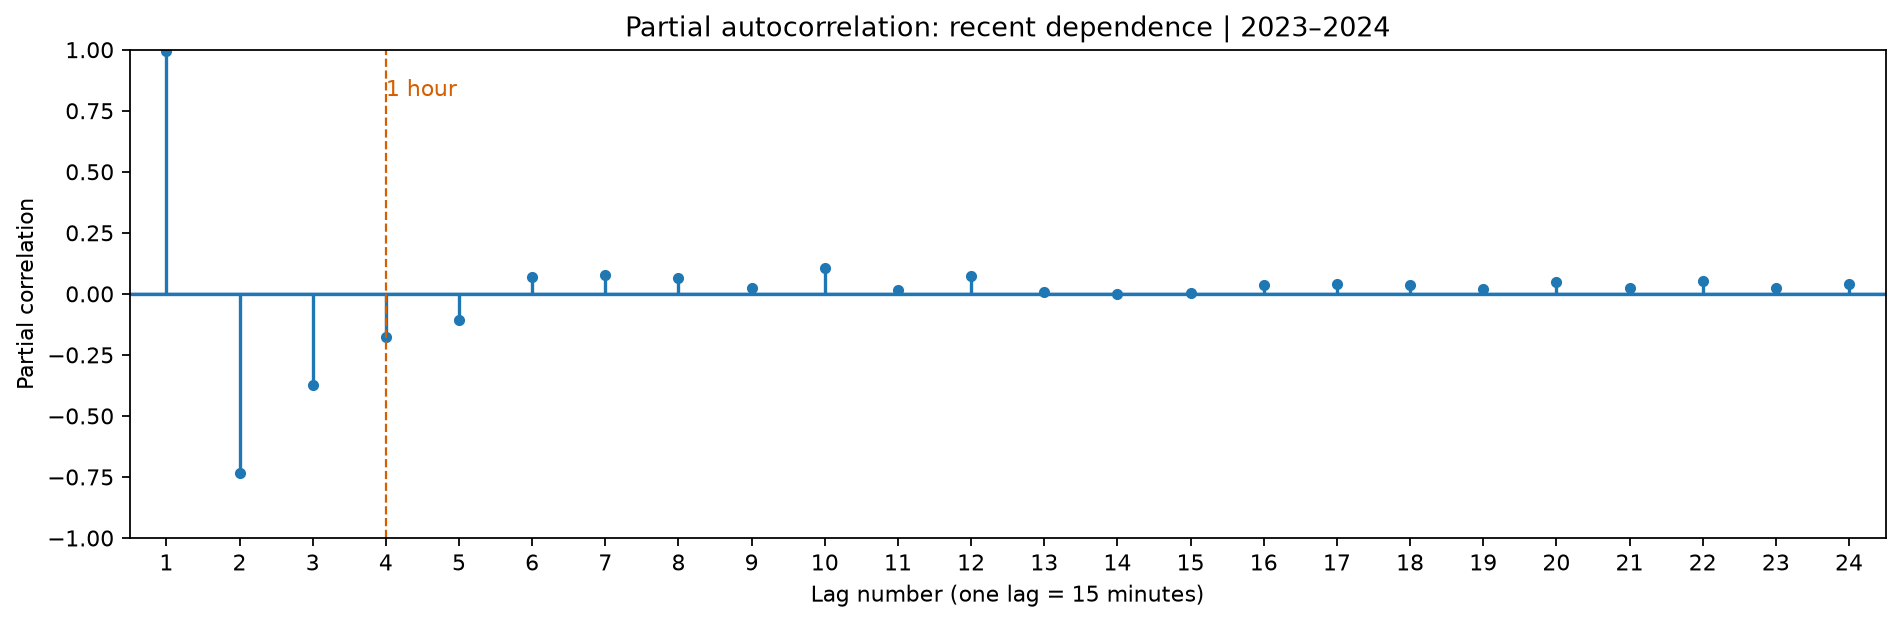 Partial autocorrelation: recent dependence | 2023–2024
1.00
0.75
0.50
0.25
0.00
−0.25
−0.50
−0.75
−1.00
Partial correlation
1 hour
1 2 3 4 5 6 7 8 9 10 11 12 13 14 15 16 17 18 19 20 21 22 23 24
Lag number (one lag = 15 minutes)